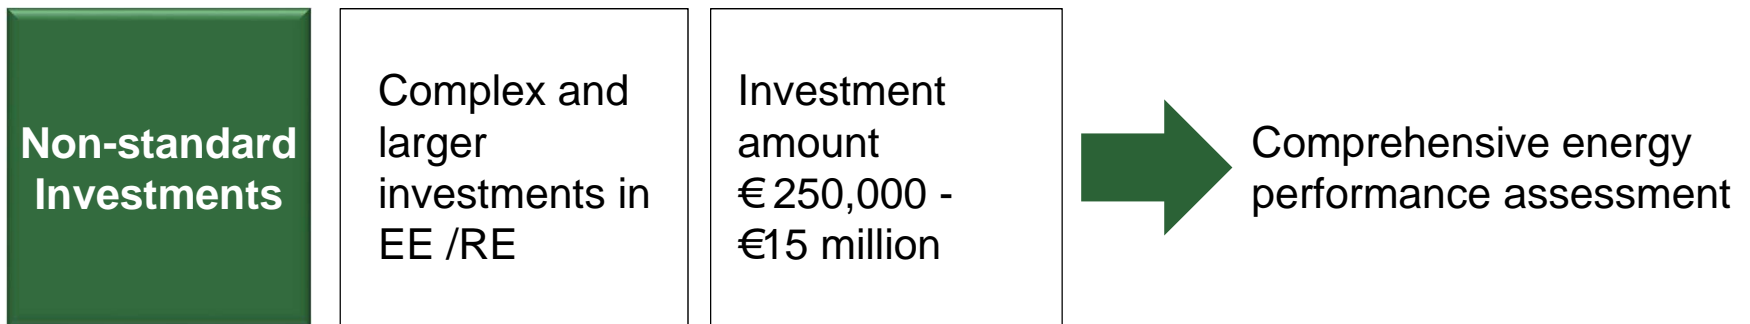 Non-standard
Investments
Complex and
larger
investments in
EE /RE
Investment
amount
€ 250,000 -
€15 million
Comprehensive energy
performance assessment